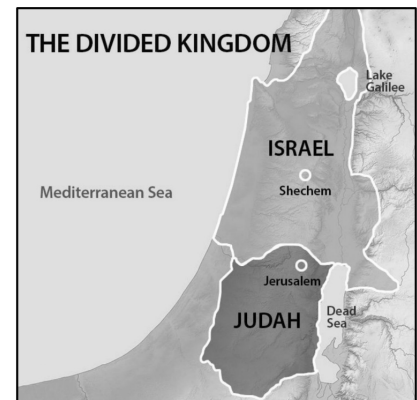 THE DIVIDED KINGDOM
Lake
Galilee
ISRAEL
Shechem
Mediterranean Sea
Jerusalem
JUDAH
Dead
Sea